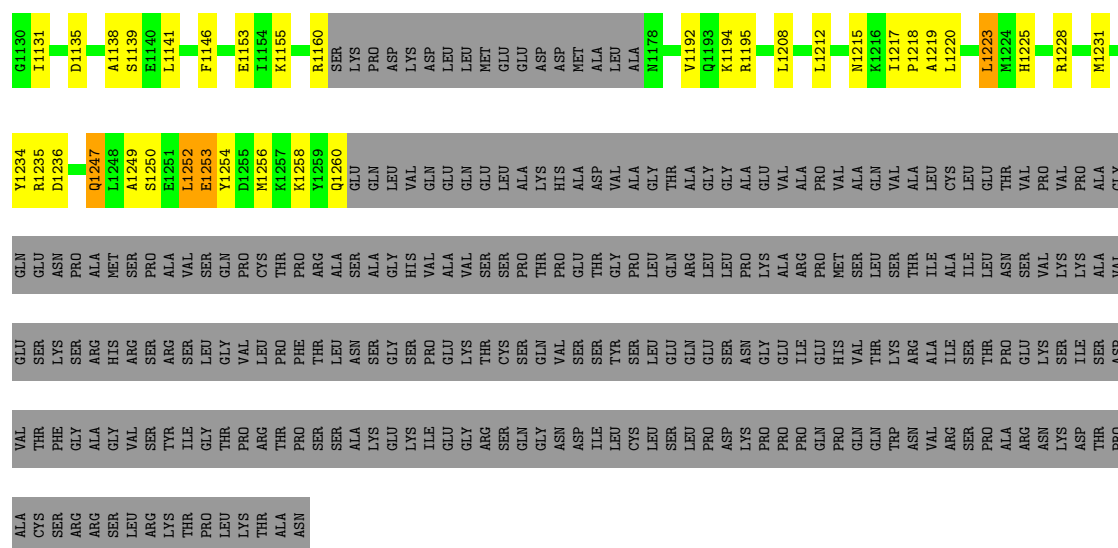 G1130 I1131 D1135 A1138 S1139 E1140 L1141 F1146 E1153 I1154 K1155 R1160 SER LYS PRO ASP LYS ASP LEU LEU MET GLU GLU ASP ASP MET ALA LEU ALA N1178 V1192 Q1193 K1194 R1195 L1208 L1212 N1215 K1216 I1217 P1218 A1219 L1220 L1223 M1224 H1225 R1228 M1231
Y1234 R1235 D1236 Q1247 L1248 A1249 S1250 E1251 L1252 E1253 Y1254 D1255 M1256 K1257 K1258 Y1259 Q1260 GLU GLN LEU VAL GLN GLU GLN GLU LEU ALA LYS HIS ALA ASP VAL ALA GLY THR ALA GLY GLY ALA GLU VAL ALA PRO VAL ALA GLN VAL ALA LEU CYS LEU GLU THR VAL PRO VAL PRO ALA GLY
GLN GLU ASN PRO ALA MET SER PRO ALA VAL SER GLN PRO CYS THR PRO ARG ALA SER ALA GLY HIS VAL ALA VAL SER SER PRO THR PRO GLU THR GLY PRO LEU GLN ARG LEU LEU PRO LYS ALA ARG PRO MET SER LEU SER THR ILE ALA ILE LEU ASN SER VAL LYS LYS ALA VAL
GLU SER LYS SER ARG HIS ARG SER ARG SER LEU GLY VAL LEU PRO PHE THR LEU ASN SER GLY SER PRO GLU LYS THR CYS SER GLN VAL SER SER TYR SER LEU GLU GLN GLU SER ASN GLY GLU ILE GLU HIS VAL THR LYS ARG ALA ILE SER THR PRO GLU LYS SER ILE SER ASP
VAL THR PHE GLY ALA GLY VAL SER TYR ILE GLY THR PRO ARG THR PRO SER SER ALA LYS GLU LYS ILE GLU GLY ARG SER GLN GLY ASN ASP ILE LEU CYS LEU SER LEU PRO ASP LYS PRO PRO PRO GLN PRO GLN GLN TRP ASN VAL ARG SER PRO ALA ARG ASN LYS ASP THR PRO
ALA CYS SER ARG ARG SER LEU ARG LYS THR PRO LEU LYS THR ALA ASN